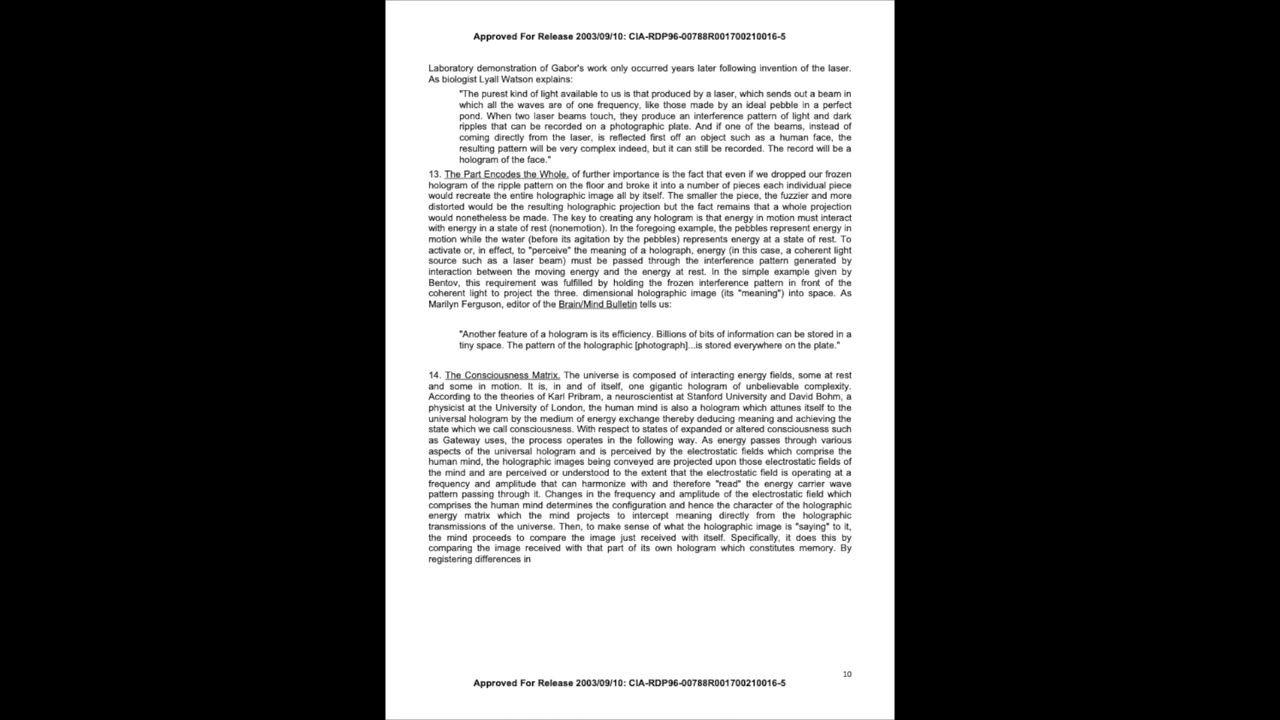 Approved For Release 2003/09/10: CIA-RDP96-00788R001700210016-5
Laboratory demonstration of Gabor's work only occurred years later following invention of the laser.
As biologist Lyall Watson explains:
"The purest kind of light available to us is that produced by a laser, which sends out a beam in
which all the waves are of one frequency, like those made by an ideal pebble in a perfect
pond. When two laser beams touch, they produce an interference pattern of light and dark
ripples that can be recorded on a photographic plate. And if one of the beams, instead of
coming directly from the laser, is reflected first off an object such as a human face, the
resulting pattern will be very complex indeed, but it can still be recorded. The record will be a
hologram of the face."
13. The Part Encodes the Whole. of further importance is the fact that even if we dropped our frozen
hologram of the ripple pattern on the floor and broke it into a number of pieces each individual piece
would recreate the entire holographic image all by itself. The smaller the piece, the fuzzier and more
distorted would be the resulting holographic projection but the fact remains that a whole projection
would nonetheless be made. The key to creating any hologram is that energy in motion must interact
with energy in a state of rest (nonemotion). In the foregoing example, the pebbles represent energy in
motion while the water (before its agitation by the pebbles) represents energy at a state of rest. To
activate or, in effect, to "perceive" the meaning of a holograph, energy (in this case, a coherent light
source such as a laser beam) must be passed through the interference pattern generated by
interaction between the moving energy and the energy at rest. In the simple example given by
Bentov, this requirement was fulfilled by holding the frozen interference pattern in front of the
coherent light to project the three. dimensional holographic image (its "meaning") into space. As
Marilyn Ferguson, editor of the Brain/Mind Bulletin tells us:
"Another feature of a hologram is its efficiency. Billions of bits of information can be stored in a
tiny space. The pattern of the holographic [photograph]...is stored everywhere on the plate."
14. The Consciousness Matrix. The universe is composed of interacting energy fields, some at rest
and some in motion. It is, in and of itself, one gigantic hologram of unbelievable complexity.
According to the theories of Karl Pribram, a neuroscientist at Stanford University and David Bohm, a
physicist at the University of London, the human mind is also a hologram which attunes itself to the
universal hologram by the medium of energy exchange thereby deducing meaning and achieving the
state which we call consciousness. With respect to states of expanded or altered consciousness such
as Gateway uses, the process operates in the following way. As energy passes through various
aspects of the universal hologram and is perceived by the electrostatic fields which comprise the
human mind, the holographic images being conveyed are projected upon those electrostatic fields of
the mind and are perceived or understood to the extent that the electrostatic field is operating at a
frequency and amplitude that can harmonize with and therefore "read" the energy carrier wave
pattern passing through it. Changes in the frequency and amplitude of the electrostatic field which
comprises the human mind determines the configuration and hence the character of the holographic
energy matrix which the mind projects to intercept meaning directly from the holographic
transmissions of the universe. Then, to make sense of what the holographic image is "saying" to it,
the mind proceeds to compare the image just received with itself. Specifically, it does this by
comparing the image received with that part of its own hologram which constitutes memory. By
registering differences in
10
Approved For Release 2003/09/10: CIA-RDP96-00788R001700210016-5